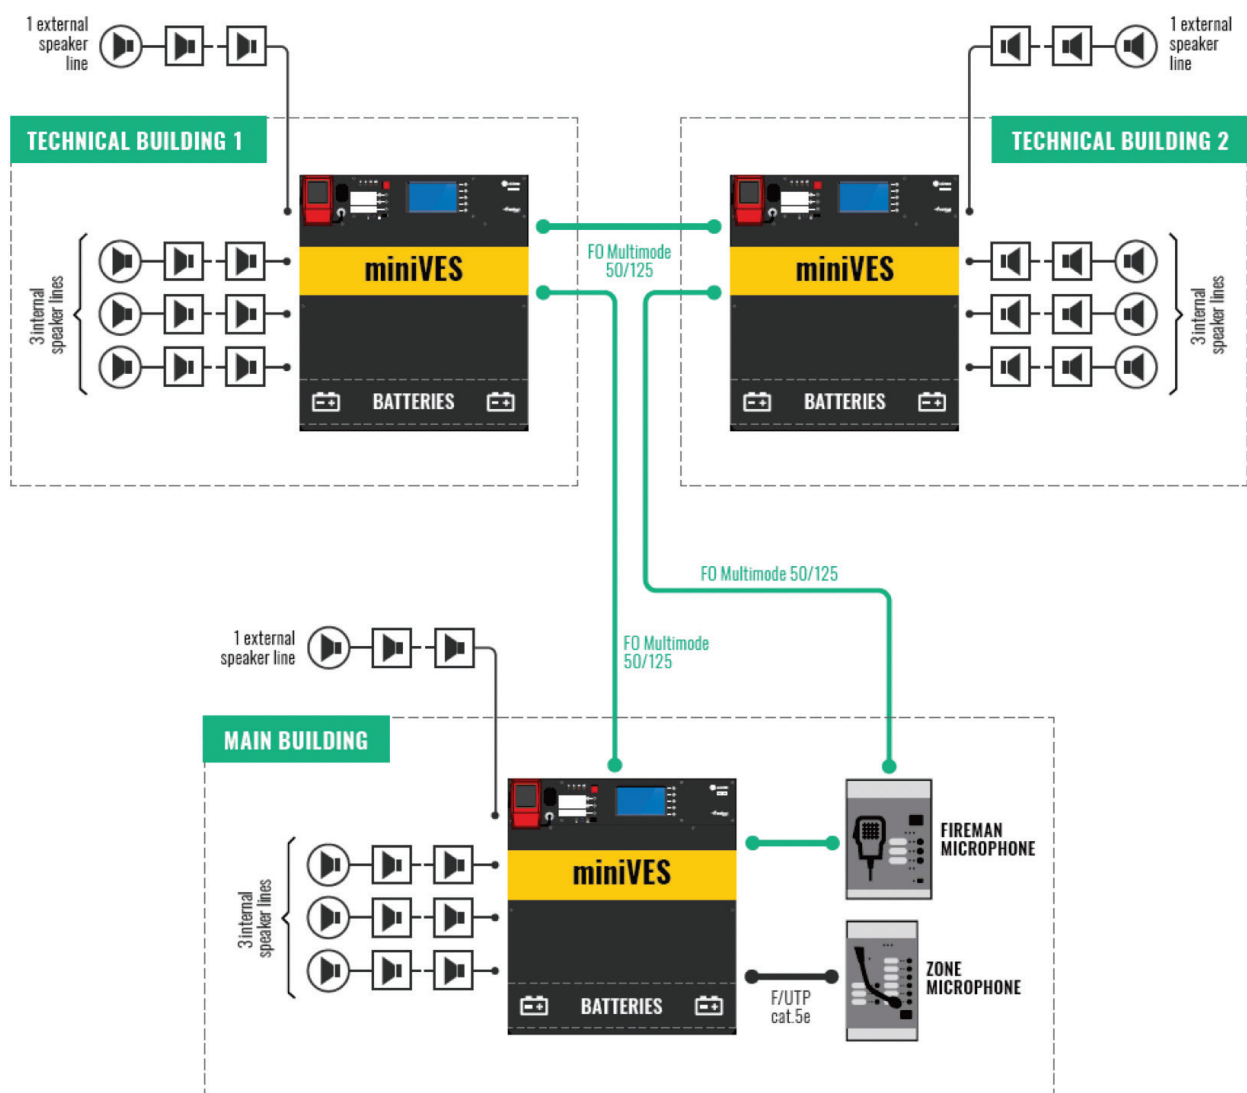 1 external
speaker
line
1 external
speaker
line
TECHNICAL BUILDING 1
TECHNICAL BUILDING 2
miniVES
FO Multimode
50/125
miniVES
3 internal
speaker lines
3 internal
speaker lines
BATTERIES
BATTERIES
FO Multimode 50/125
1 external
speaker line
FO Multimode
50/125
MAIN BUILDING
FIREMAN
MICROPHONE
miniVES
3 internal
speaker lines
ZONE
MICROPHONE
F/UTP
cat.5e
BATTERIES